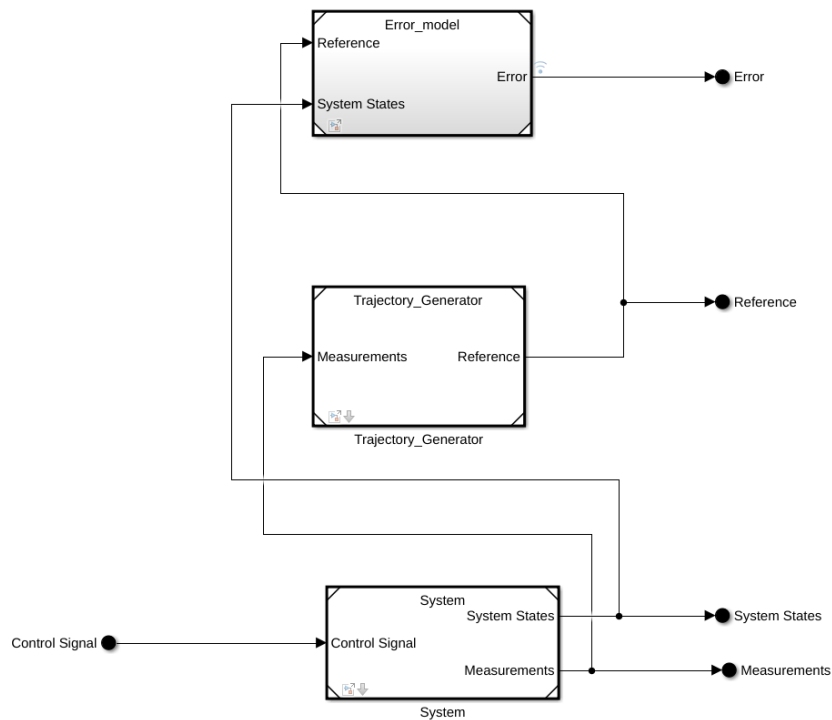 Error_model
Reference
Error
Error
System States
Trajectory_Generator
Reference
Measurements
Reference
Trajectory_Generator
System
System States
System States
Control Signal
Control Signal
Measurements
Measurements
System